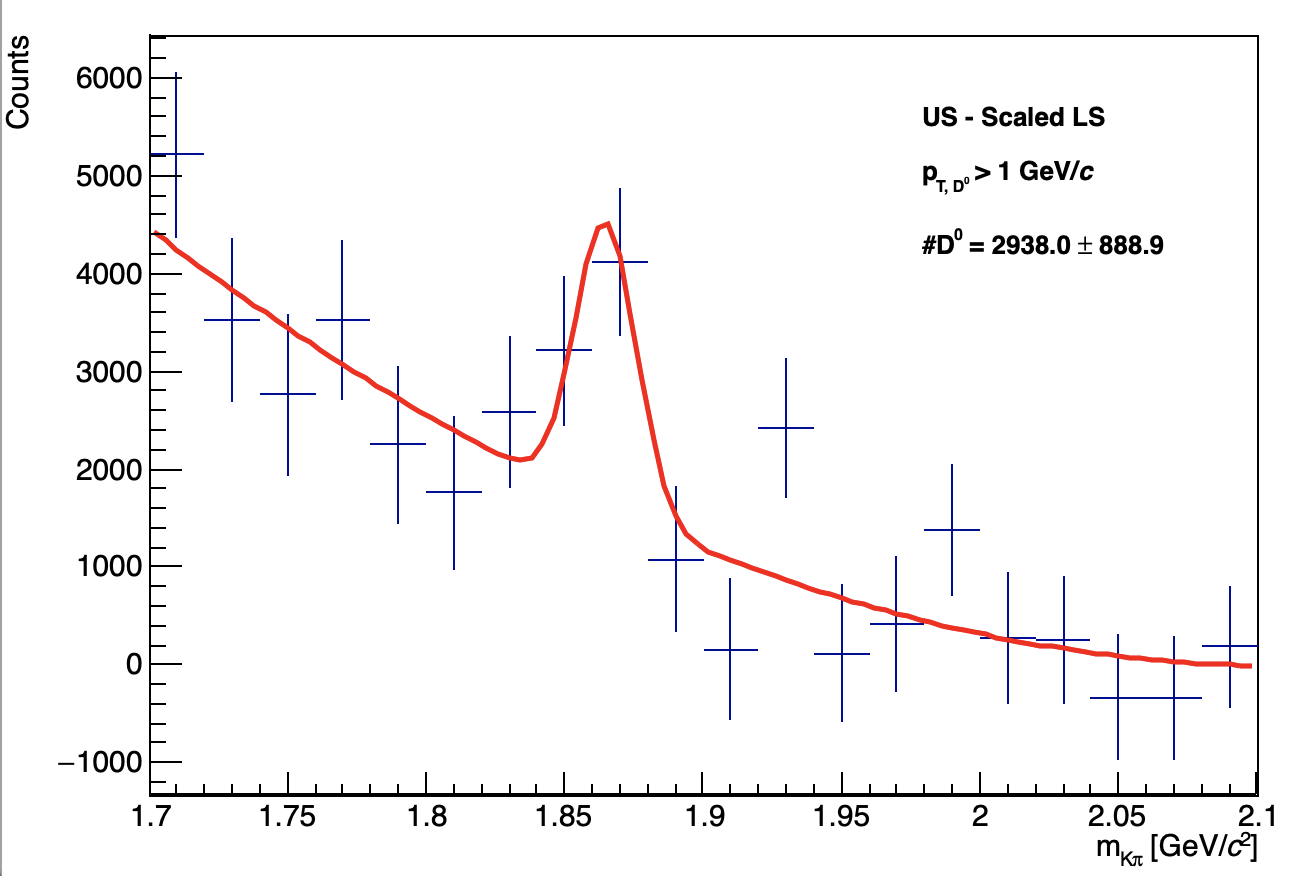 Counts
6000
5000
4000
3000
2000
1000
0
−1000
US - Scaled LS
pT, D⁰ > 1 GeV/c
#D⁰ = 2938.0 ± 888.9
1.7 1.75 1.8 1.85 1.9 1.95 2 2.05 2.1
mKπ [GeV/c²]